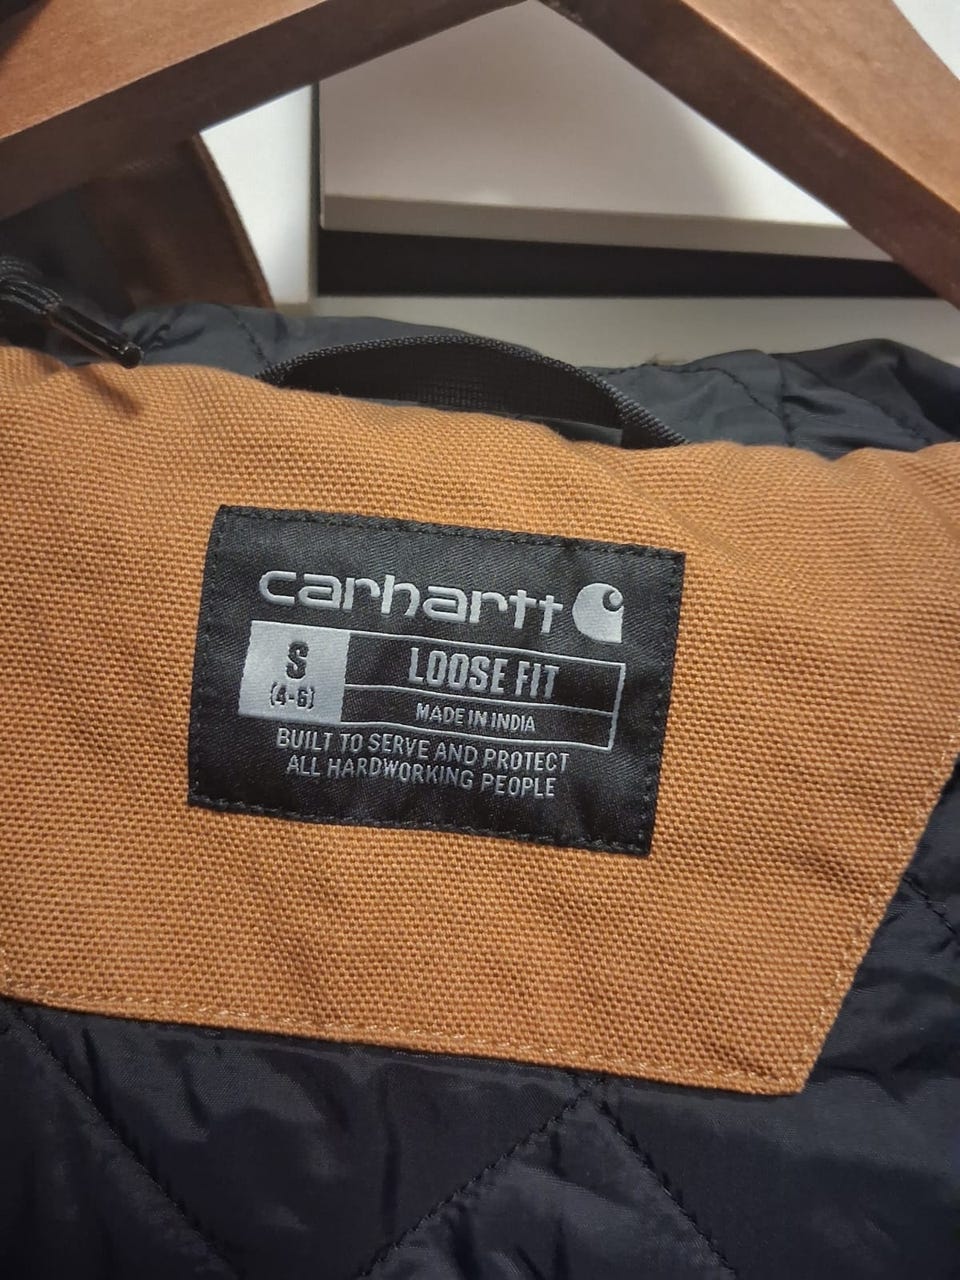 carhartt
S
(4-6)
LOOSE FIT
MADE IN INDIA
BUILT TO SERVE AND PROTECT
ALL HARDWORKING PEOPLE